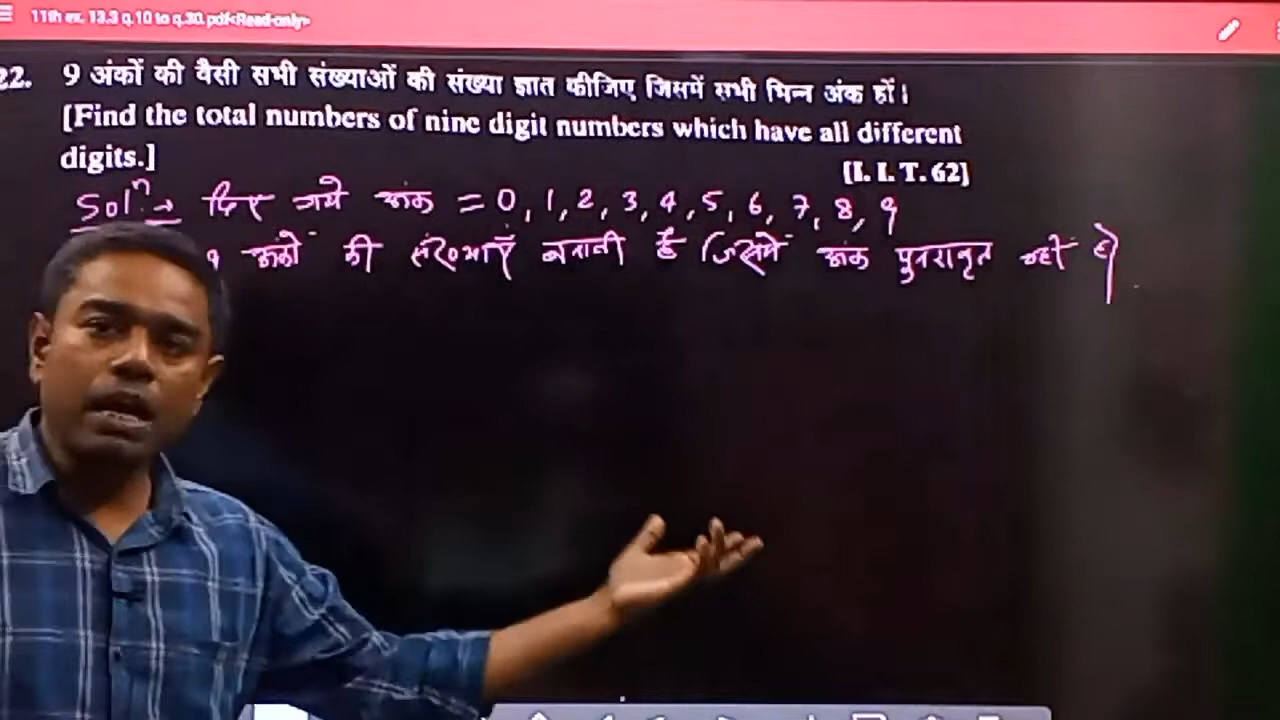 11th ex. 13.3 q.10 to q.30.pdf<Read-only>
22. 9 अंकों की वैसी सभी संख्याओं की संख्या ज्ञात कीजिए जिसमें सभी भिन्न अंक हों।
[Find the total numbers of nine digit numbers which have all different
digits.]
[I. I. T. 62]
Solⁿ:→ दिए गये अंक = 0, 1, 2, 3, 4, 5, 6, 7, 8, 9
9 अंको की संख्याएँ बनानी है जिसमें अंक पुनरावृत नहीं हो